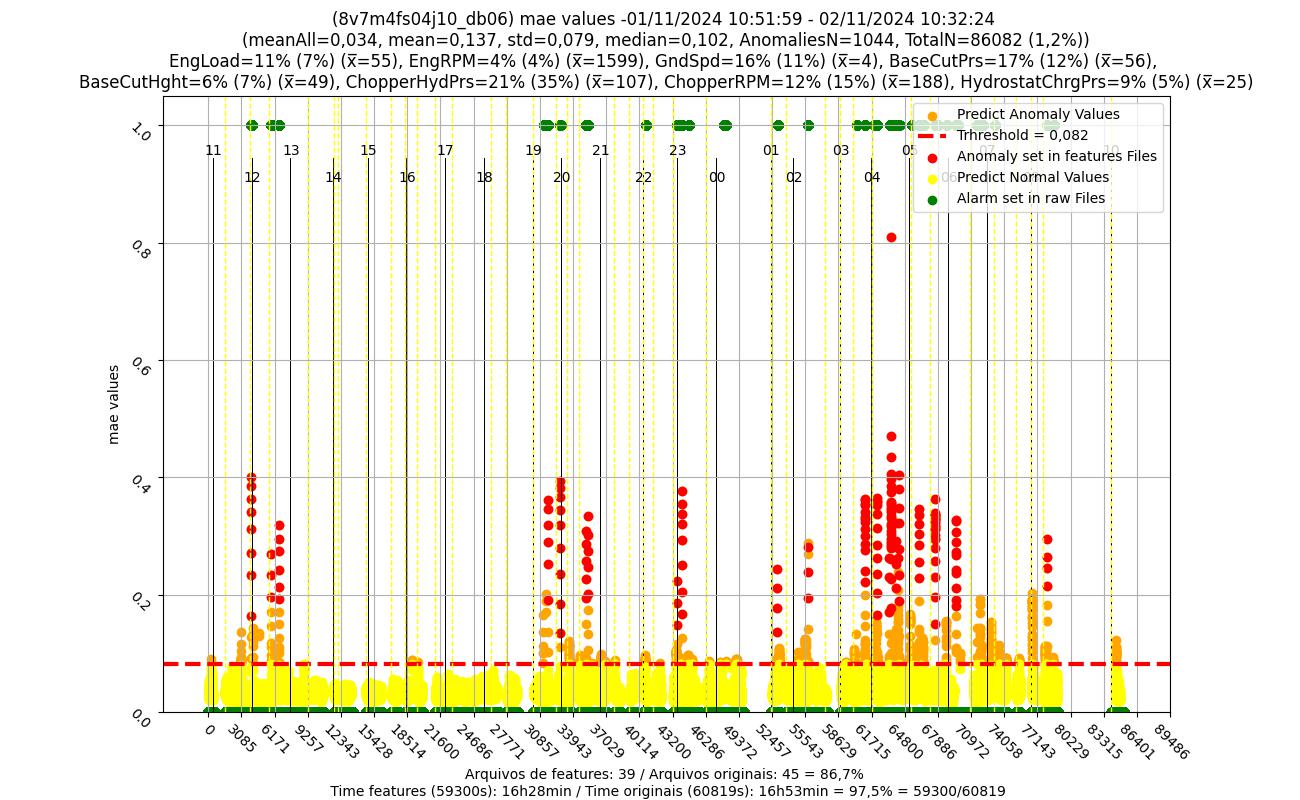 (8v7m4fs04j10_db06) mae values -01/11/2024 10:51:59 - 02/11/2024 10:32:24
(meanAll=0,034, mean=0,137, std=0,079, median=0,102, AnomaliesN=1044, TotalN=86082 (1,2%))
EngLoad=11% (7%) (x̅=55), EngRPM=4% (4%) (x̅=1599), GndSpd=16% (11%) (x̅=4), BaseCutPrs=17% (12%) (x̅=56),
BaseCutHght=6% (7%) (x̅=49), ChopperHydPrs=21% (35%) (x̅=107), ChopperRPM=12% (15%) (x̅=188), HydrostatChrgPrs=9% (5%) (x̅=25)
Predict Anomaly Values
Trhreshold = 0,082
Anomaly set in features Files
Predict Normal Values
Alarm set in raw Files
11 13 15 17 19 21 23 01 03 05 07 10
12 14 16 18 20 22 00 02 04 06
mae values
1.0
0.8
0.6
0.4
0.2
0.0
0 3085 6171 9257 12343 15428 18514 21600 24686 27771 30857 33943 37029 40114 43200 46286 49372 52457 55543 58629 61715 64800 67886 70972 74058 77143 80229 83315 86401 89486
Arquivos de features: 39 / Arquivos originais: 45 = 86,7%
Time features (59300s): 16h28min / Time originais (60819s): 16h53min = 97,5% = 59300/60819